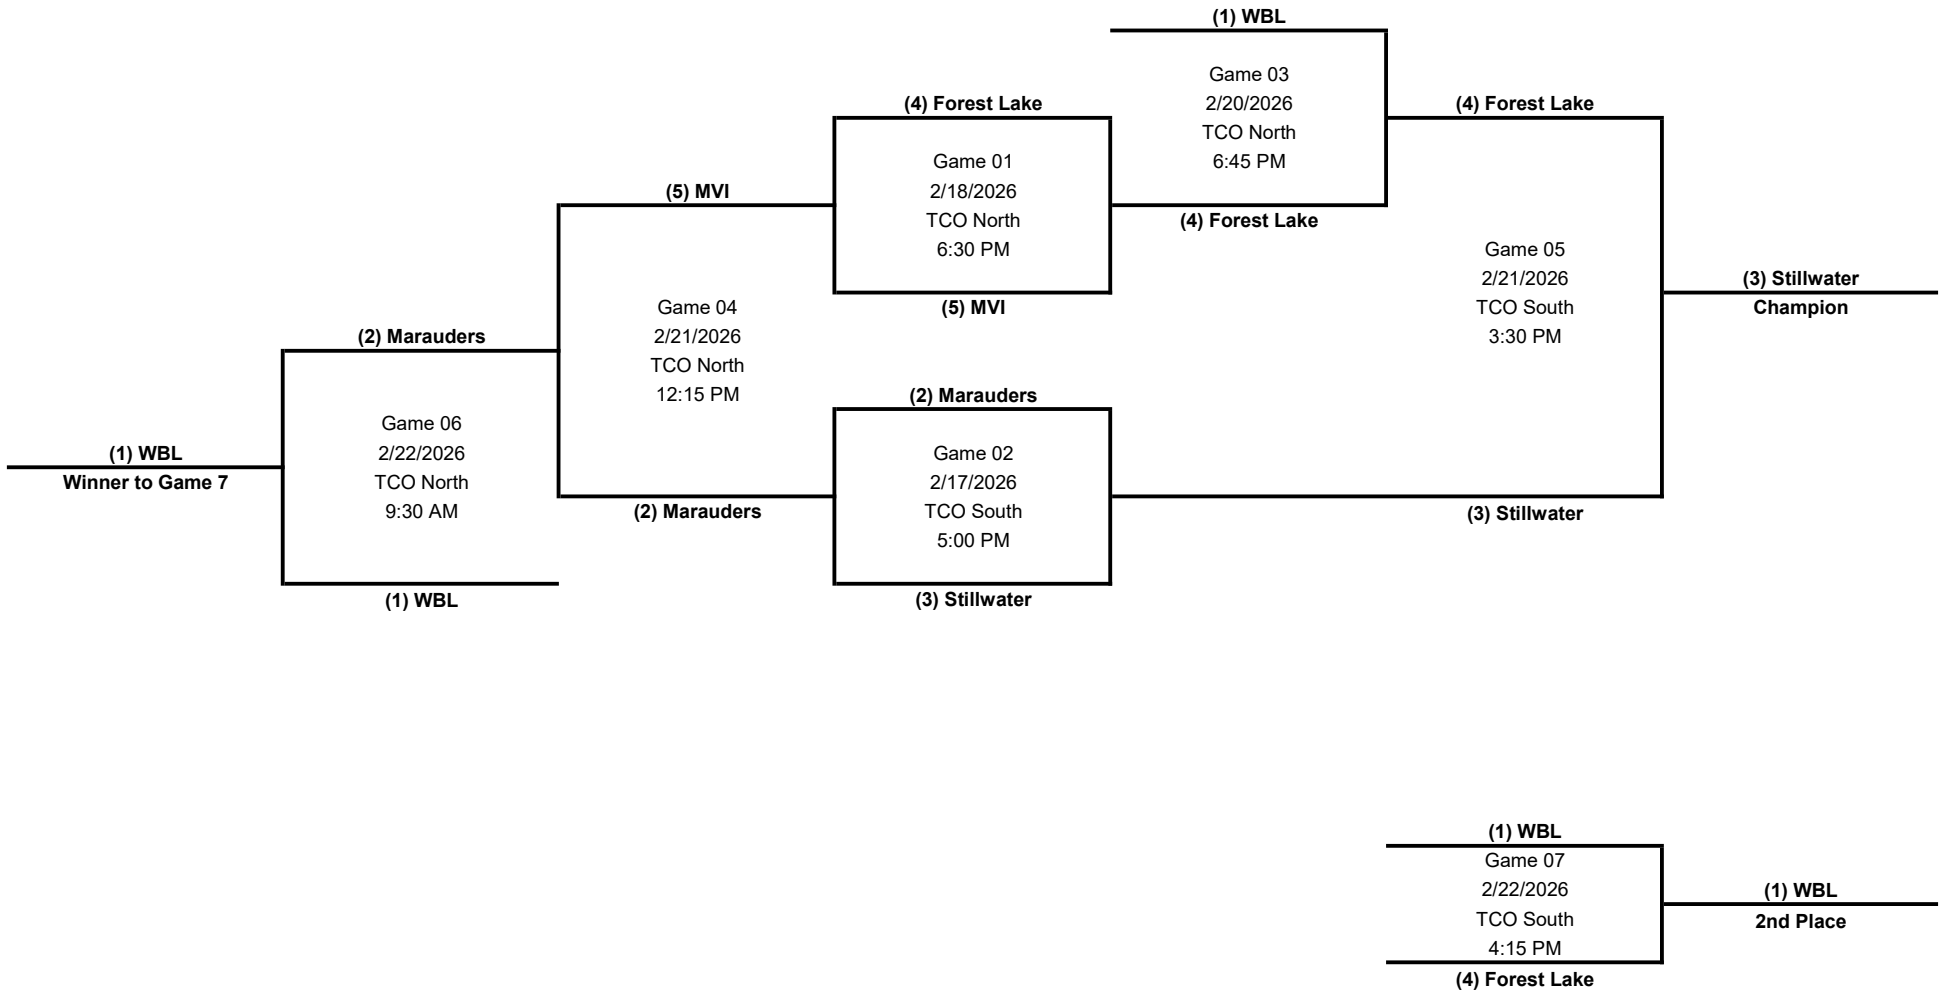 (1) WBL
Game 03
2/20/2026
TCO North
6:45 PM
(4) Forest Lake
(4) Forest Lake
Game 01
2/18/2026
TCO North
6:30 PM
(5) MVI
(5) MVI
(4) Forest Lake
Game 05
2/21/2026
TCO South
3:30 PM
(3) Stillwater
Champion
Game 04
2/21/2026
TCO North
12:15 PM
(2) Marauders
(2) Marauders
Game 02
2/17/2026
TCO South
5:00 PM
(3) Stillwater
Game 06
2/22/2026
TCO North
9:30 AM
(1) WBL
Winner to Game 7
(2) Marauders
(3) Stillwater
(1) WBL
(1) WBL
Game 07
2/22/2026
TCO South
4:15 PM
(4) Forest Lake
(1) WBL
2nd Place